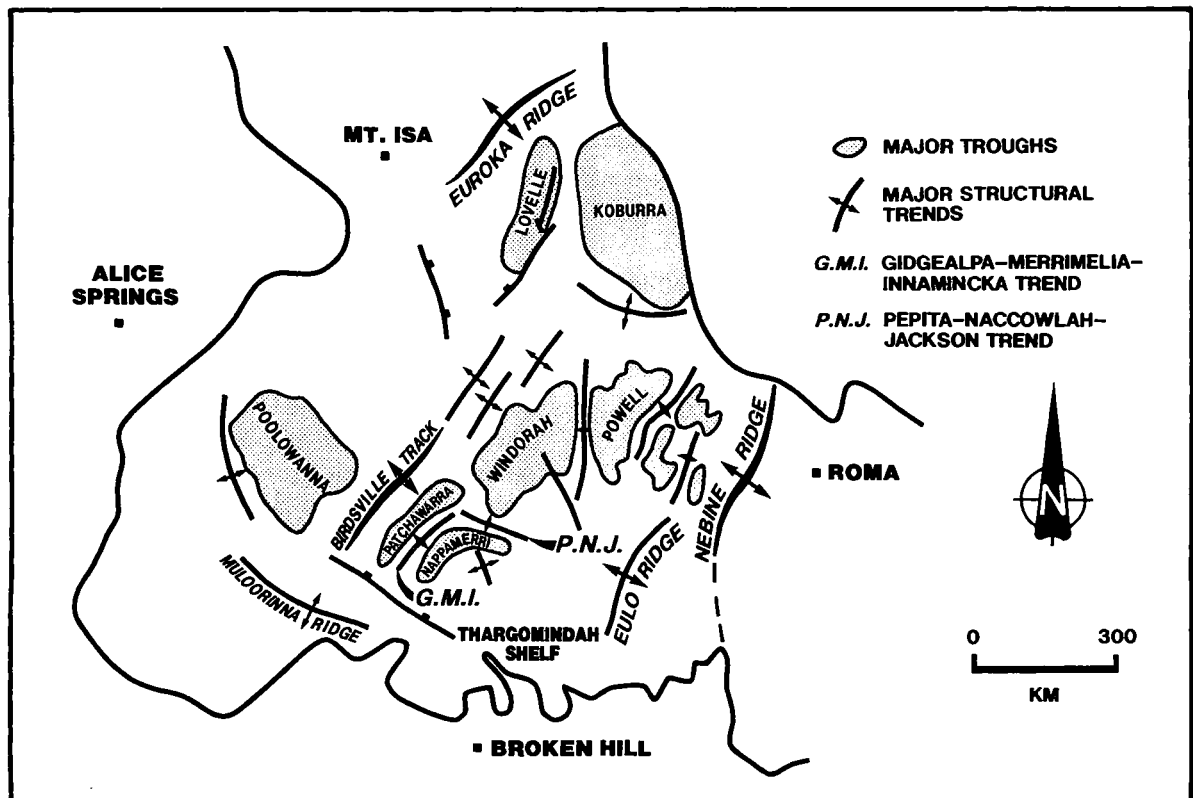 MT. ISA
EUROKA RIDGE
LOVELLE
KOBURRA
ALICE
SPRINGS
POOLOWANNA
BIRDSVILLE TRACK
PATCHAWARRA
NAPPAMERRI
WINDORAH
POWELL
P.N.J.
G.M.I.
MULOORINNA RIDGE
THARGOMINDAH
SHELF
EULO RIDGE
NEBINE RIDGE
ROMA
BROKEN HILL
MAJOR TROUGHS
MAJOR STRUCTURAL
TRENDS
G.M.I. GIDGEALPA–MERRIMELIA–
INNAMINCKA TREND
P.N.J. PEPITA–NACCOWLAH–
JACKSON TREND
N
0 300
KM